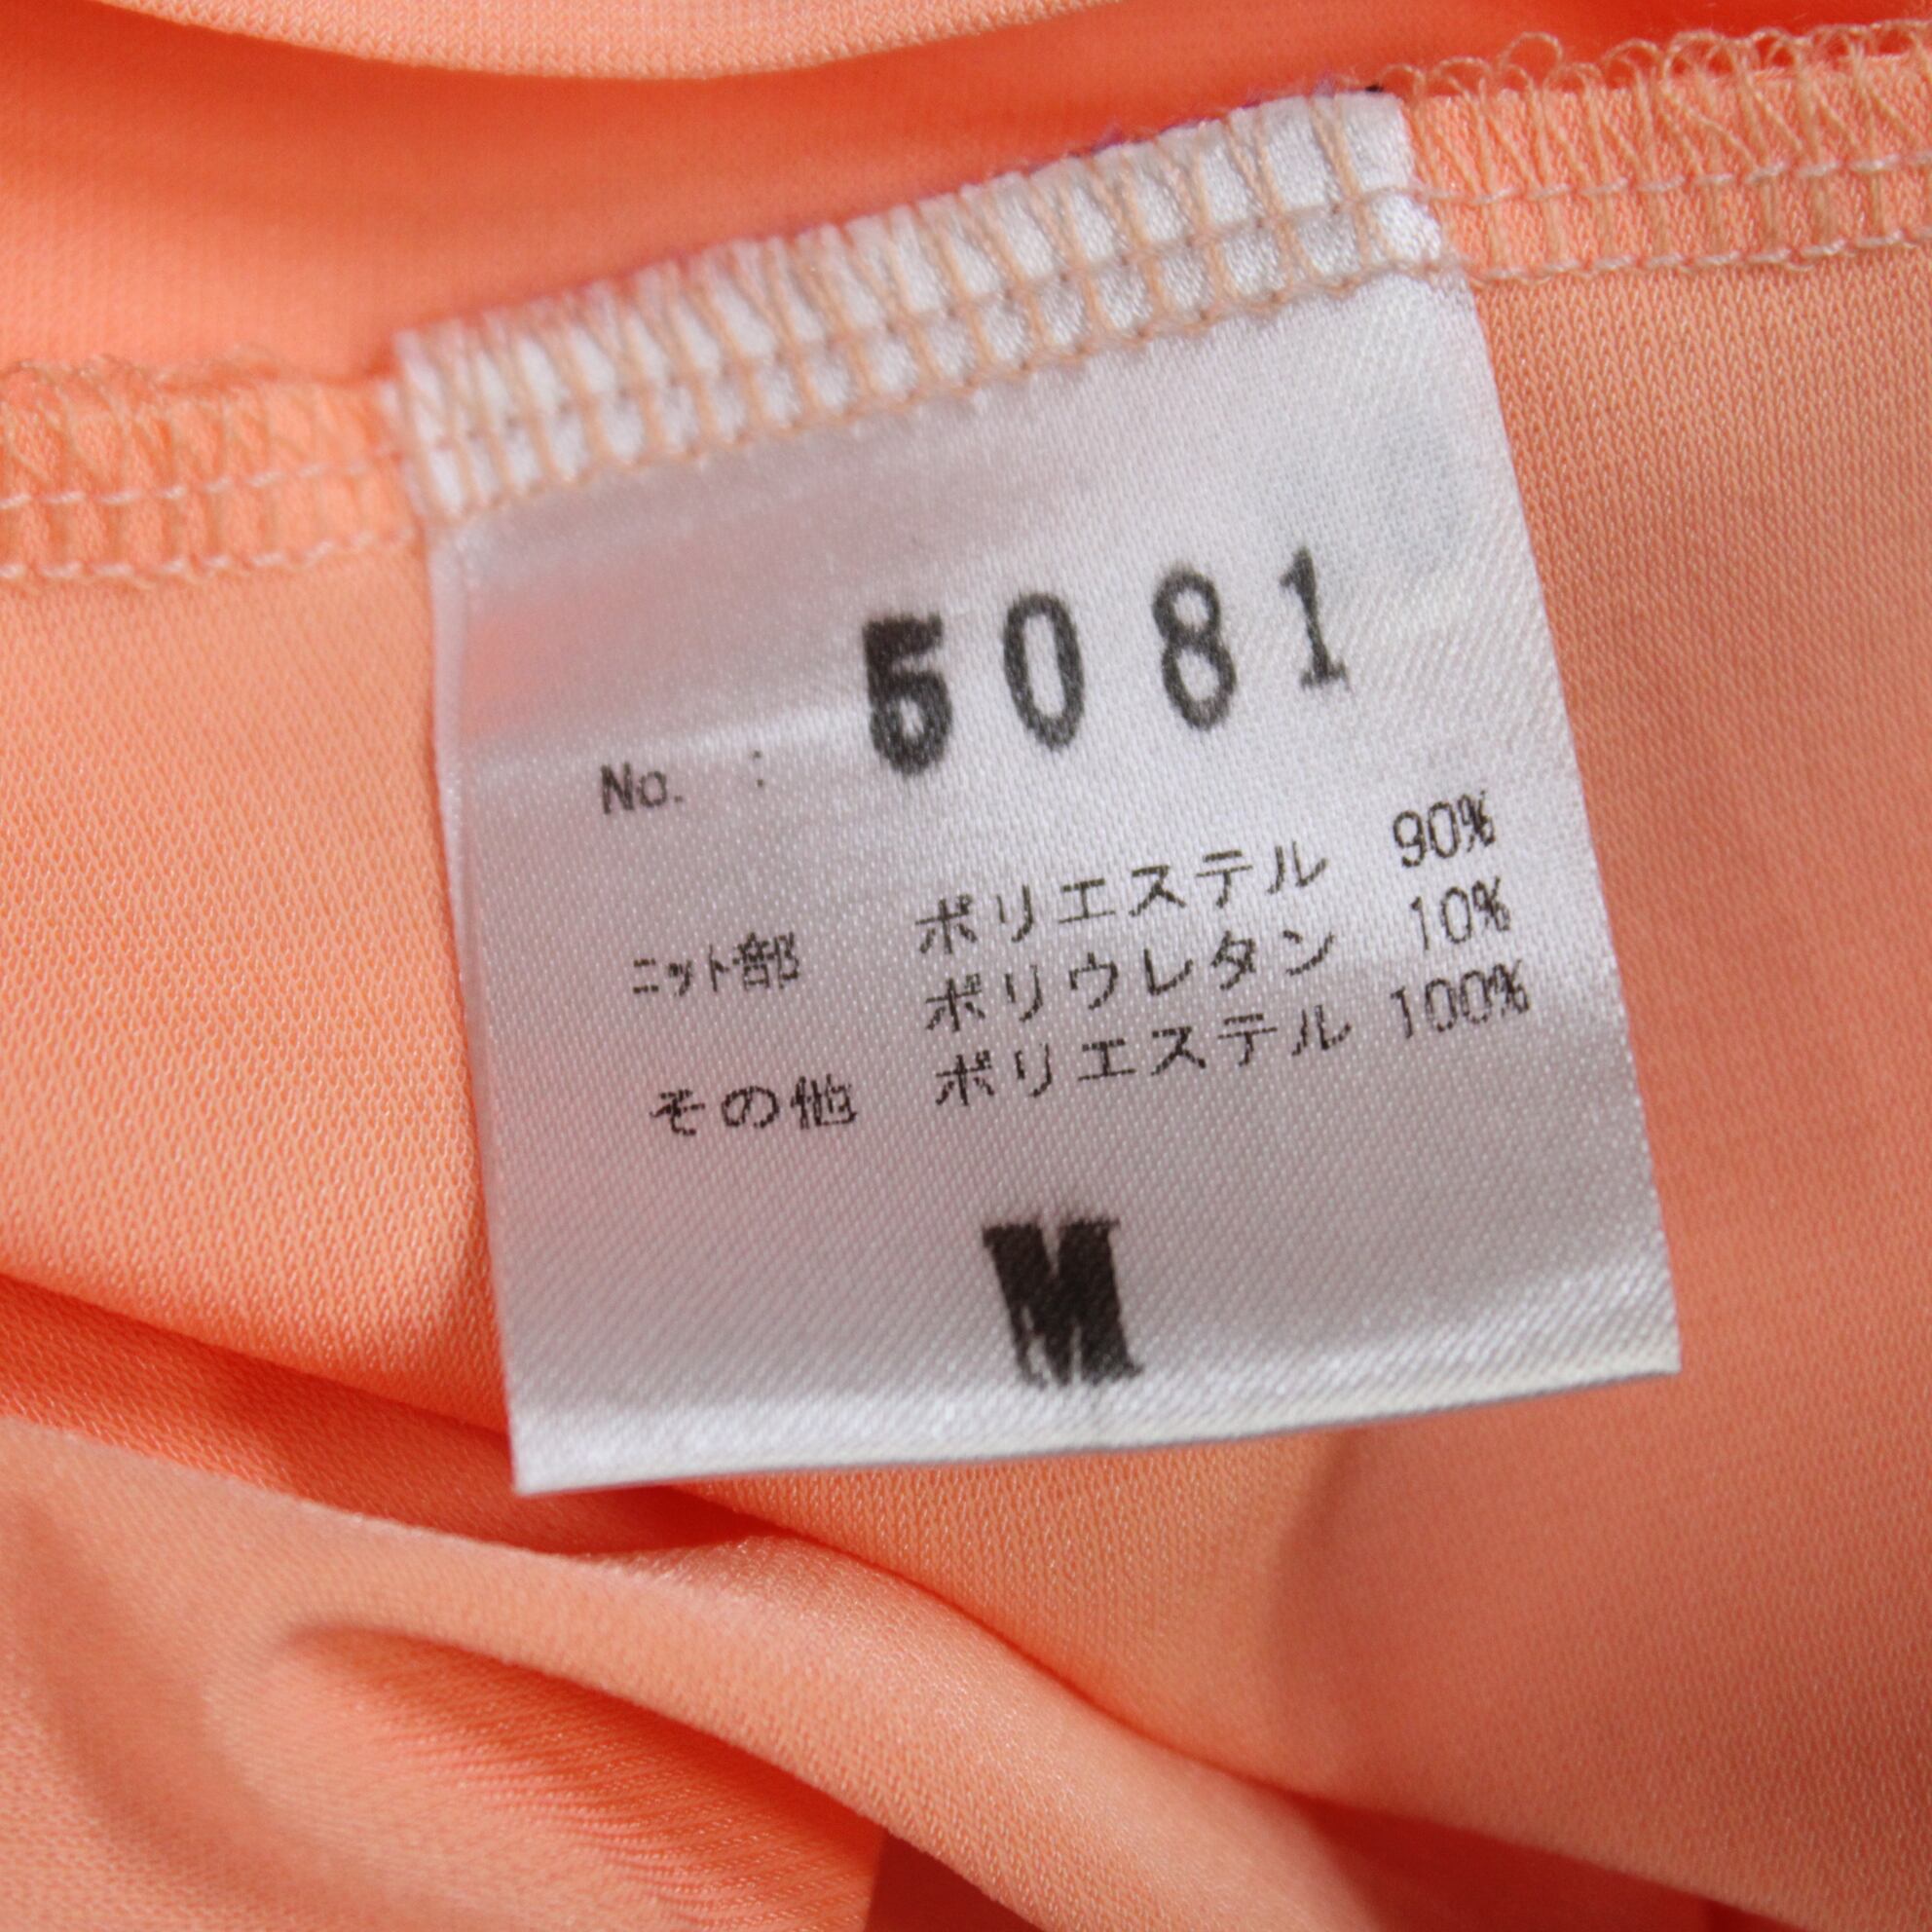 No. : 5081
ニット部 ポリエステル 90%
ポリウレタン 10%
その他 ポリエステル 100%
M